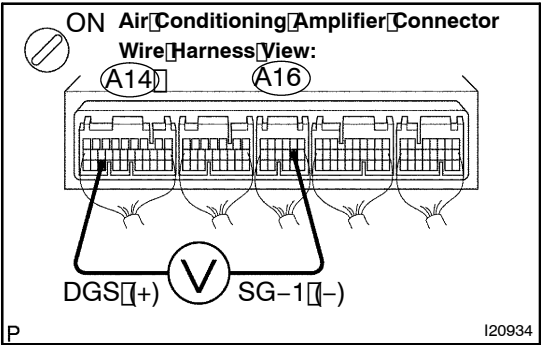 ON Air Conditioning Amplifier Connector
Wire Harness View:
A14 A16
V
DGS (+) SG−1 (−)
P I20934